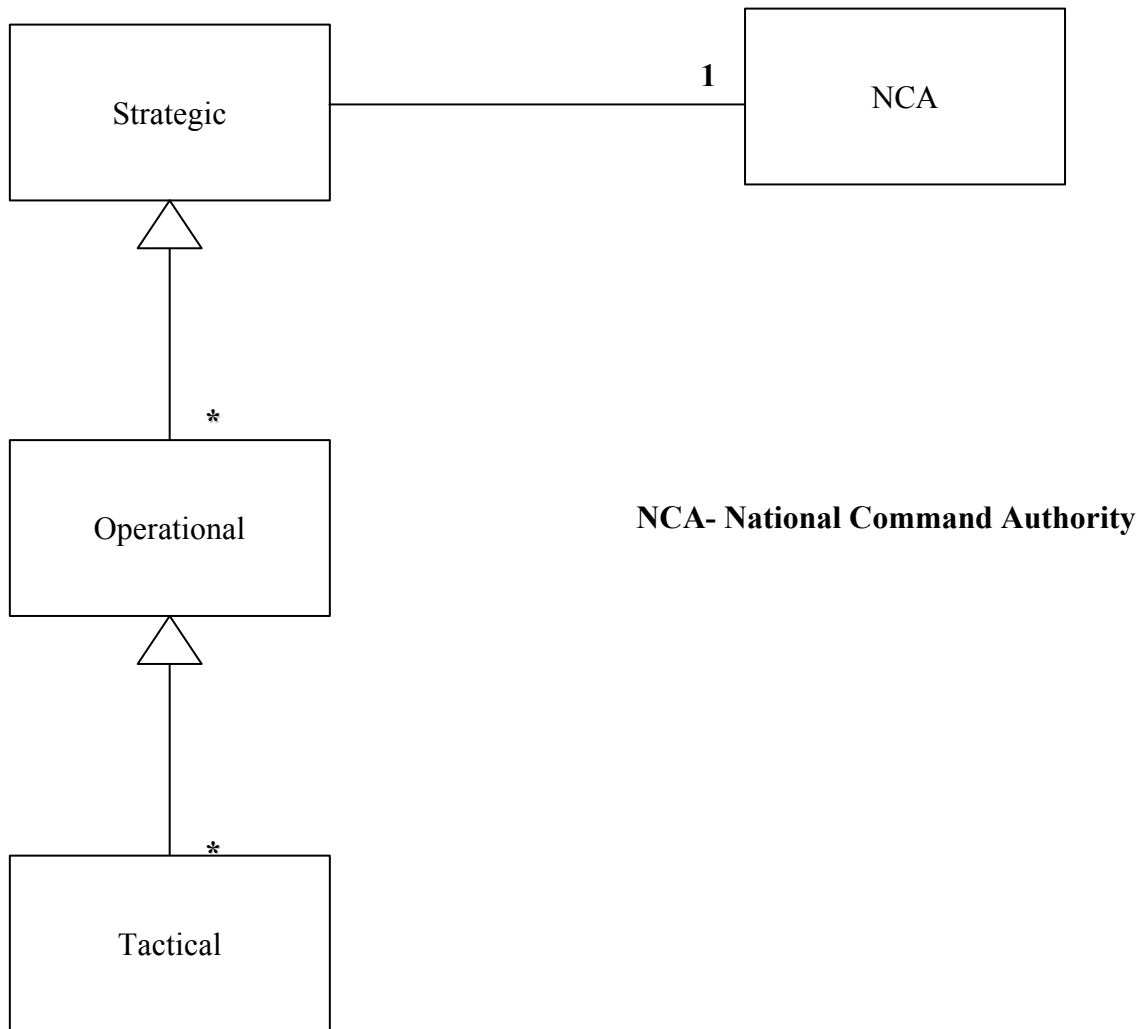 Strategic
1
NCA
*
Operational
NCA- National Command Authority
*
Tactical